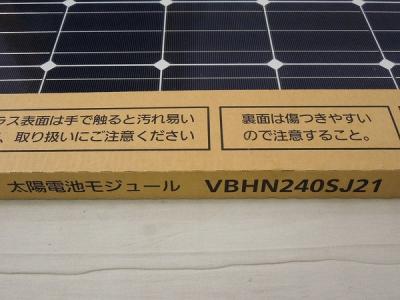 ラス表面は手で触ると汚れ易い
、取り扱いにご注意ください
裏面は傷つきやすい
ので注意すること。
太陽電池モジュール VBHN240SJ21